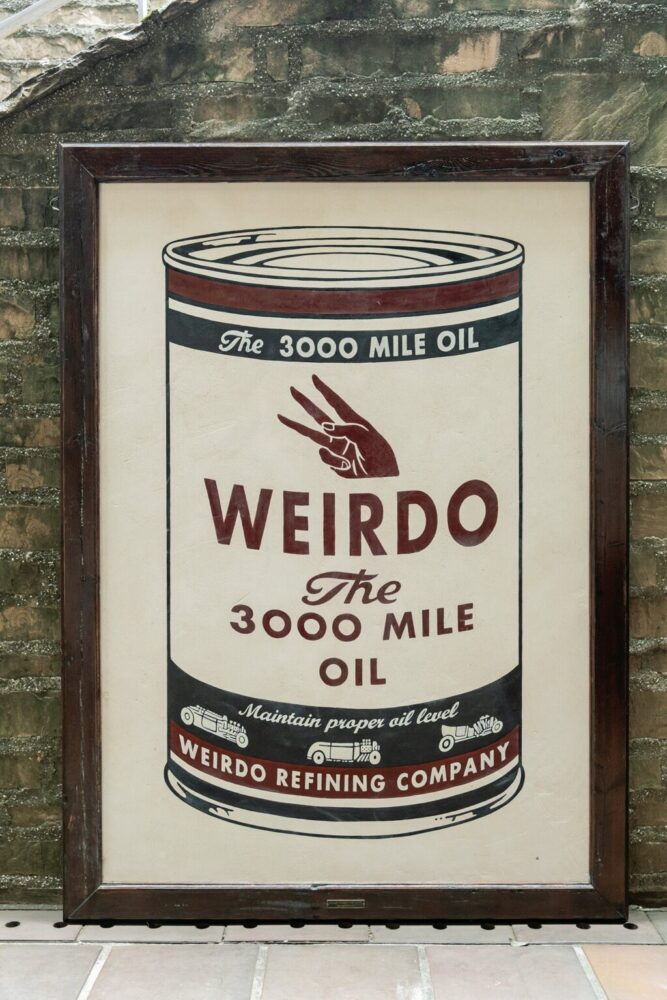 The 3000 MILE OIL
WEIRDO
The
3000 MILE
OIL
Maintain proper oil level
WEIRDO REFINING COMPANY